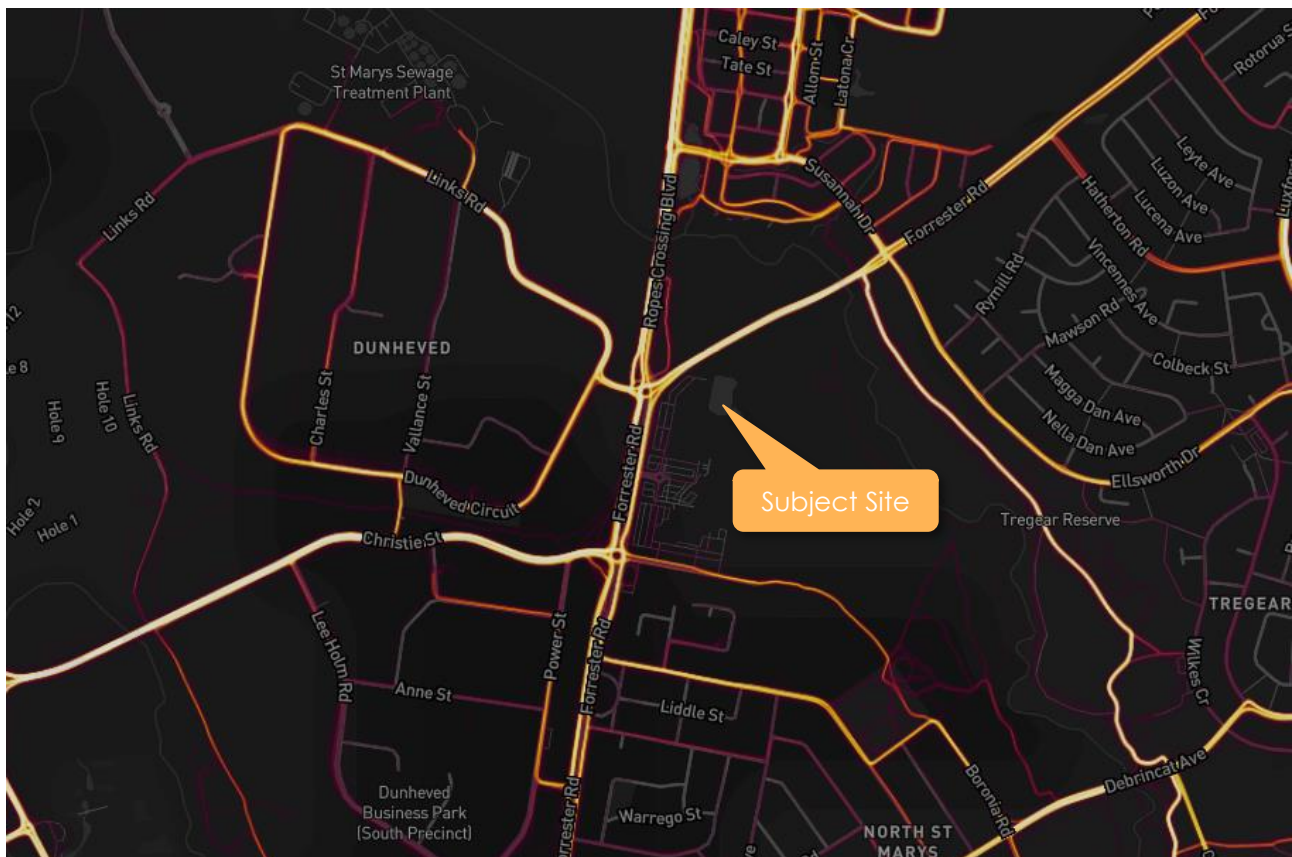 Caley St
Tate St
Allom St
Latona Cr
Rotorua S
St Marys Sewage
Treatment Plant
Forrester Rd
Leyte Ave
Luzon Ave
Lucena Ave
Luxford
Hatherton Rd
Links Rd
Links Rd
Susannah Dr
Ropes Crossing Blvd
Vincennes Ave
Rymill Rd
Mawson Rd
Colbeck St
Magga Dan Ave
Nella Dan Ave
Ellsworth Dr
12
le 8
Hole 9
Hole 10
Links Rd
Hole 2
Hole 1
DUNHEVED
Charles St
Vallance St
Dunheved Circuit
Forrester Rd
Subject Site
Christie St
Tregear Reserve
TREGEAR
Wilkes Cr
Lee Holm Rd
Power St
Forrester Rd
Anne St
Liddle St
Debrincat Ave
Boronia Rd
Dunheved
Business Park
(South Precinct)
Forrester Rd
Warrego St
NORTH ST
MARYS